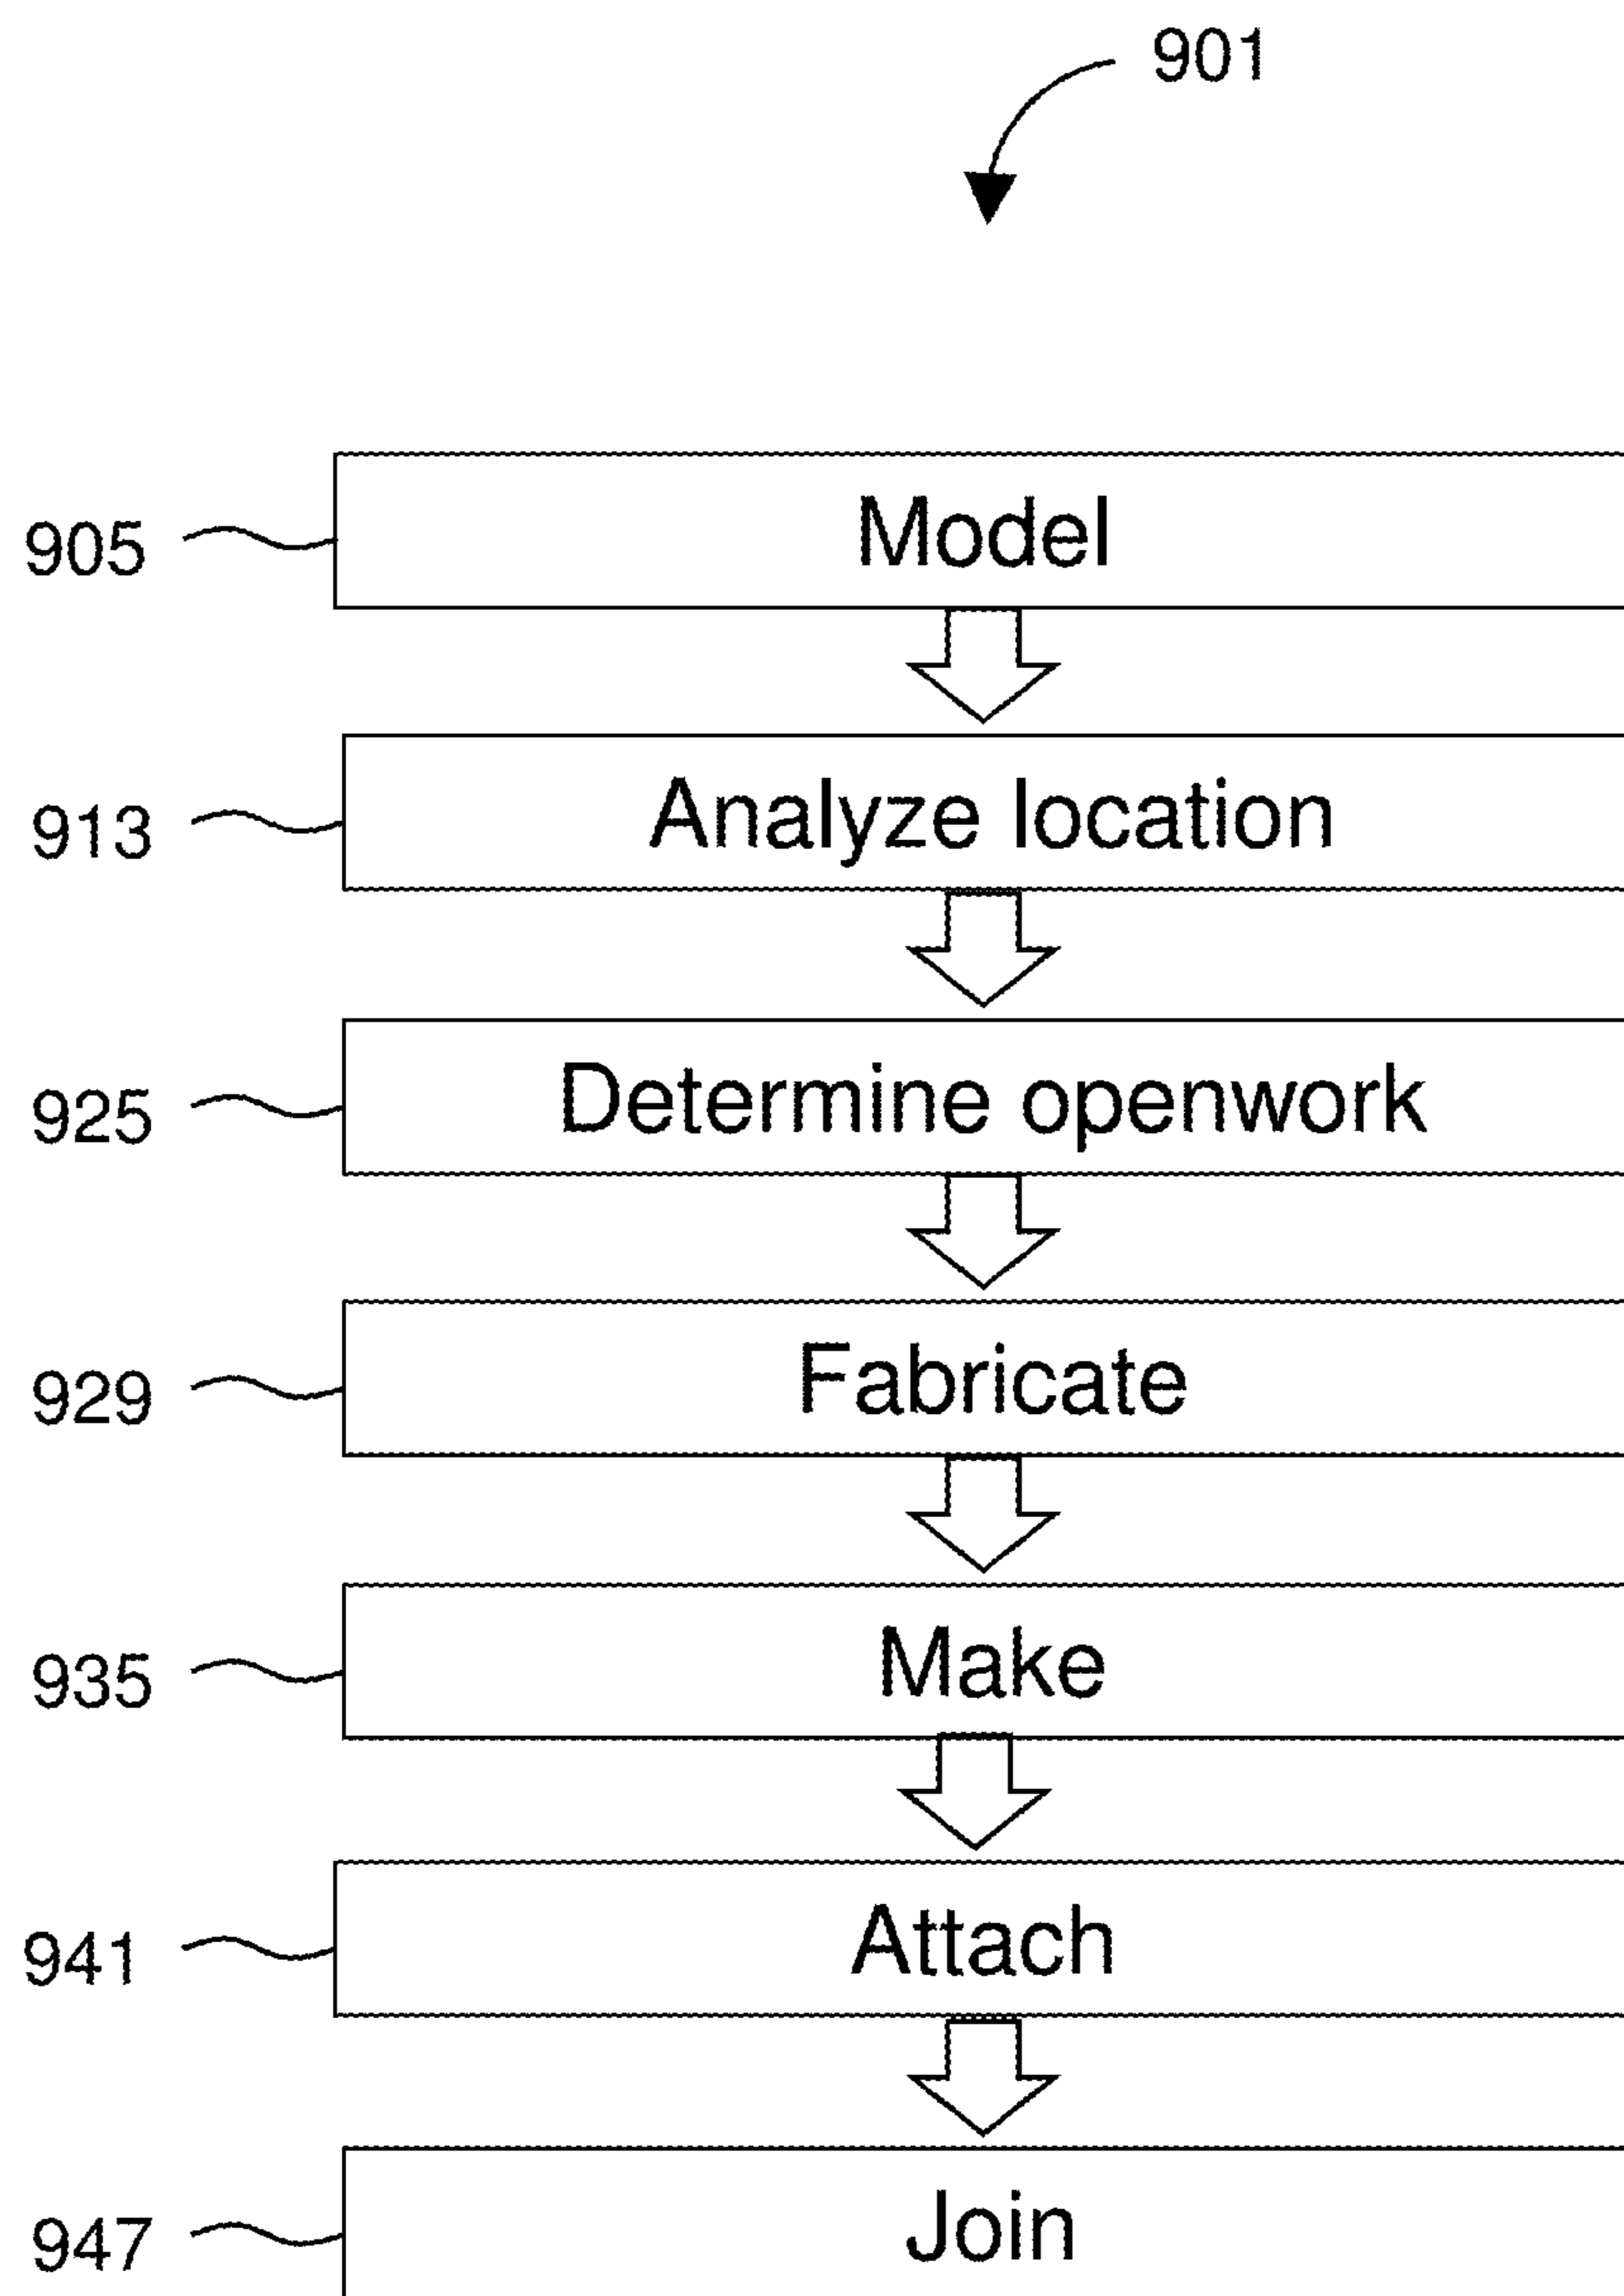 901
905 Model
913 Analyze location
925 Determine openwork
929 Fabricate
935 Make
941 Attach
947 Join